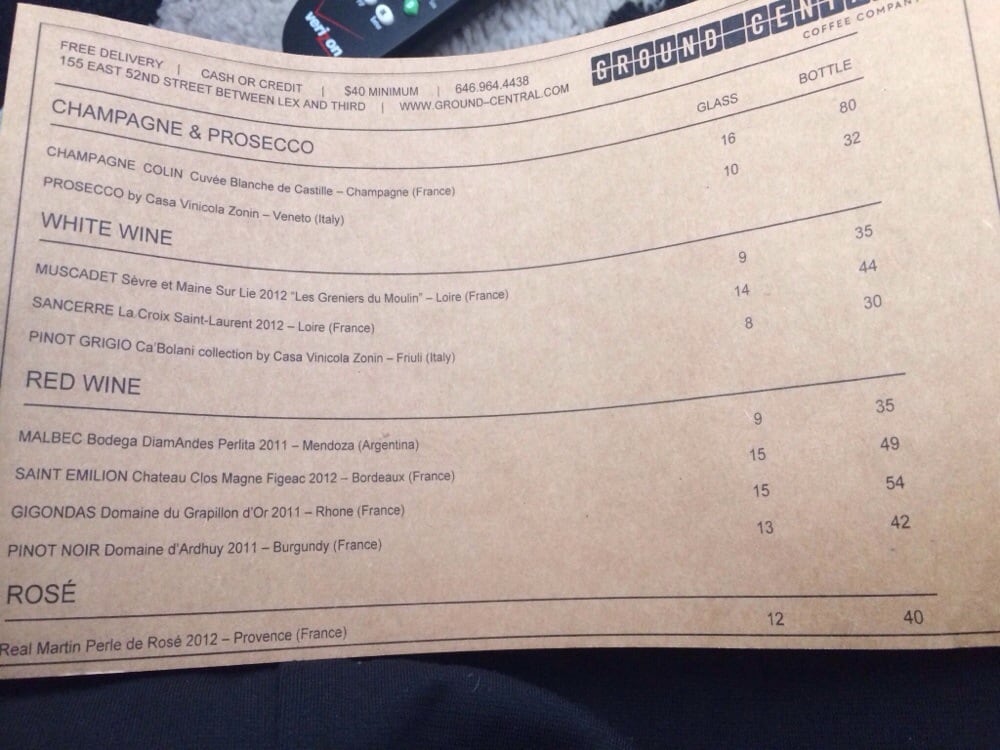 verizon
GROUND CENT
COFFEE COMPAN
FREE DELIVERY | CASH OR CREDIT | $40 MINIMUM | 646.964.4438
155 EAST 52ND STREET BETWEEN LEX AND THIRD | WWW.GROUND-CENTRAL.COM
GLASS BOTTLE
CHAMPAGNE & PROSECCO
CHAMPAGNE COLIN Cuvée Blanche de Castille – Champagne (France) 16 80
PROSECCO by Casa Vinicola Zonin – Veneto (Italy) 10 32
WHITE WINE
MUSCADET Sèvre et Maine Sur Lie 2012 "Les Greniers du Moulin" – Loire (France) 9 35
SANCERRE La Croix Saint-Laurent 2012 – Loire (France) 14 44
PINOT GRIGIO Ca'Bolani collection by Casa Vinicola Zonin – Friuli (Italy) 8 30
RED WINE
MALBEC Bodega DiamAndes Perlita 2011 – Mendoza (Argentina) 9 35
SAINT EMILION Chateau Clos Magne Figeac 2012 – Bordeaux (France) 15 49
GIGONDAS Domaine du Grapillon d'Or 2011 – Rhone (France) 15 54
PINOT NOIR Domaine d'Ardhuy 2011 – Burgundy (France) 13 42
ROSÉ
Real Martin Perle de Rosé 2012 – Provence (France) 12 40